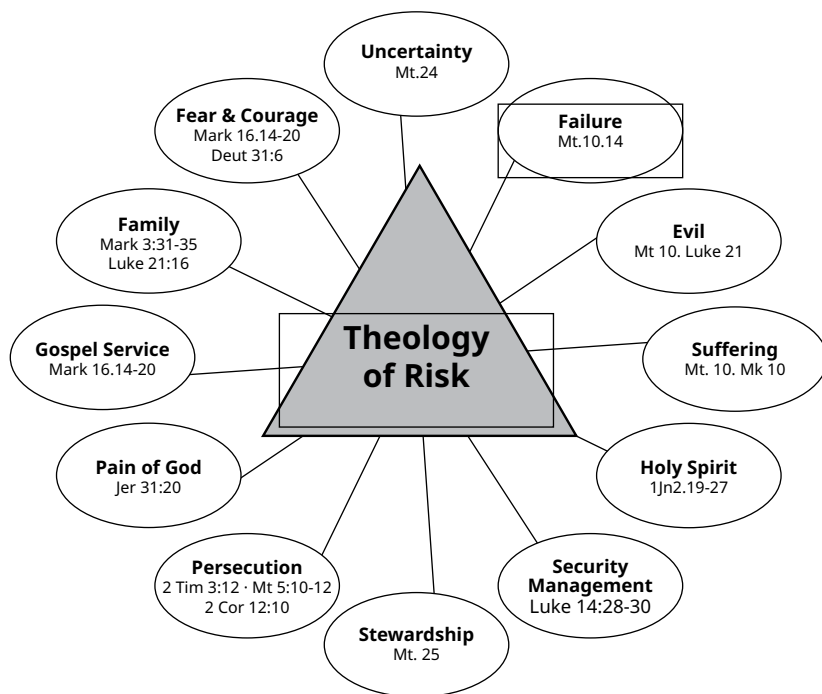 Uncertainty
Mt.24
Fear & Courage
Mark 16.14-20
Deut 31:6
Failure
Mt.10.14
Family
Mark 3:31-35
Luke 21:16
Evil
Mt 10. Luke 21
Theology
of Risk
Gospel Service
Mark 16.14-20
Suffering
Mt. 10. Mk 10
Pain of God
Jer 31:20
Holy Spirit
1Jn2.19-27
Persecution
2 Tim 3:12 · Mt 5:10-12
2 Cor 12:10
Security
Management
Luke 14:28-30
Stewardship
Mt. 25